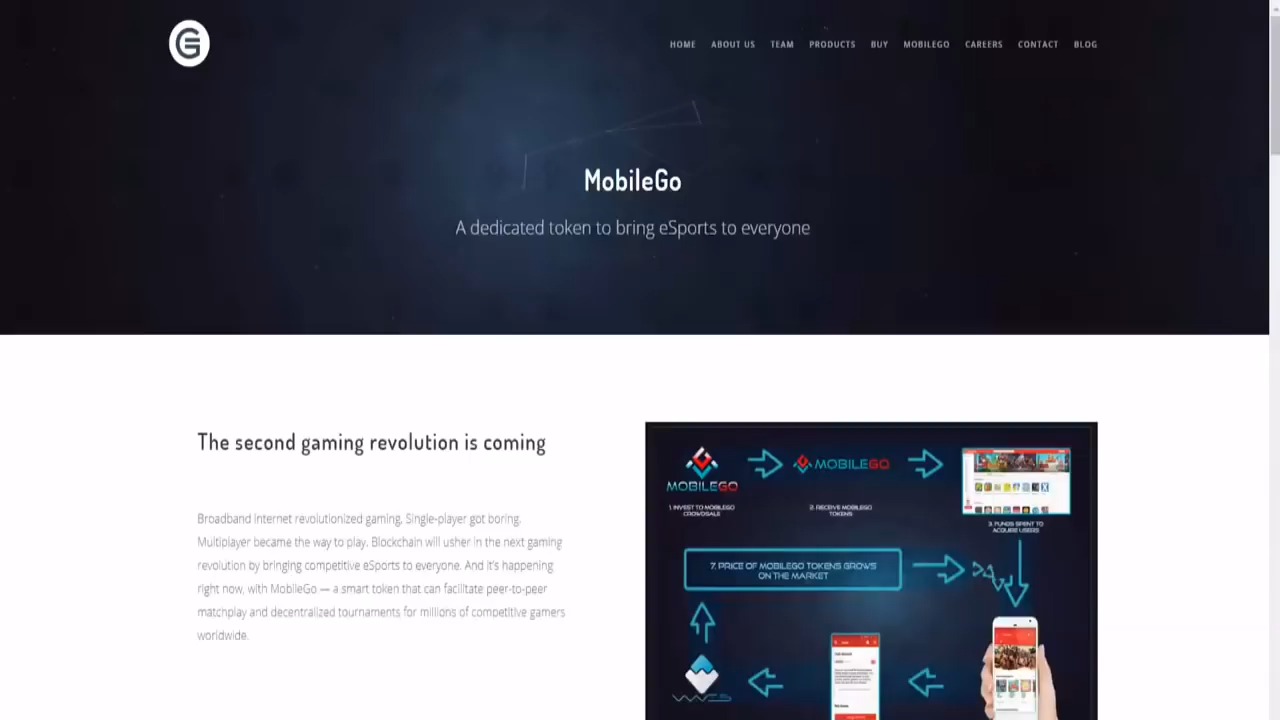 HOME ABOUT US TEAM PRODUCTS BUY MOBILEGO CAREERS CONTACT BLOG
MobileGo
A dedicated token to bring eSports to everyone
The second gaming revolution is coming
Broadband internet revolutionized gaming. Single-player got boring.
Multiplayer became the way to play. Blockchain will usher in the next gaming
revolution by bringing competitive eSports to everyone. And it's happening
right now, with MobileGo — a smart token that can facilitate peer-to-peer
matchplay and decentralized tournaments for millions of competitive gamers
worldwide.
MOBILEGO
MOBILEGO
1. INVEST TO MOBILEGO
CROWDSALE
2. RECEIVE MOBILEGO
TOKENS
3. FUNDS SPENT TO
ACQUIRE USERS
7. PRICE OF MOBILEGO TOKENS GROWS
ON THE MARKET